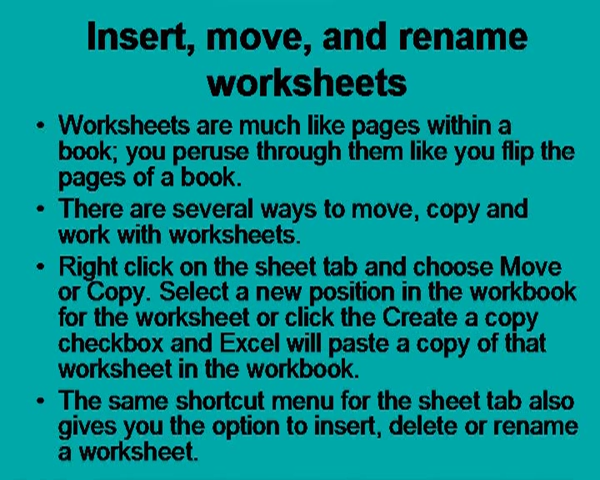 Insert, move, and rename
worksheets
• Worksheets are much like pages within a
book; you peruse through them like you flip the
pages of a book.
• There are several ways to move, copy and
work with worksheets.
• Right click on the sheet tab and choose Move
or Copy. Select a new position in the workbook
for the worksheet or click the Create a copy
checkbox and Excel will paste a copy of that
worksheet in the workbook.
• The same shortcut menu for the sheet tab also
gives you the option to insert, delete or rename
a worksheet.